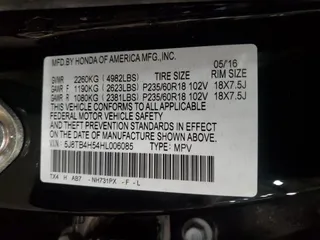 MFD.BY HONDA OF AMERICA MFG.,INC. 05/16
GVWR 2260KG (4982LBS) TIRE SIZE RIM SIZE
GAWR F 1190KG (2623LBS) P235/60R18 102V 18X7.5J
GAWR R 1080KG (2381LBS) P235/60R18 102V 18X7.5J
THIS VEHICLE CONFORMS TO ALL APPLICABLE
FEDERAL MOTOR VEHICLE SAFETY AND
THEFT PREVENTION STANDARDS IN EFFECT ON
THE DATE OF MANUFACTURE SHOWN ABOVE.
VIN: 5J8TB4H54HL006085 TYPE: MPV
TX4 H AB7 -NH731PX -F -L